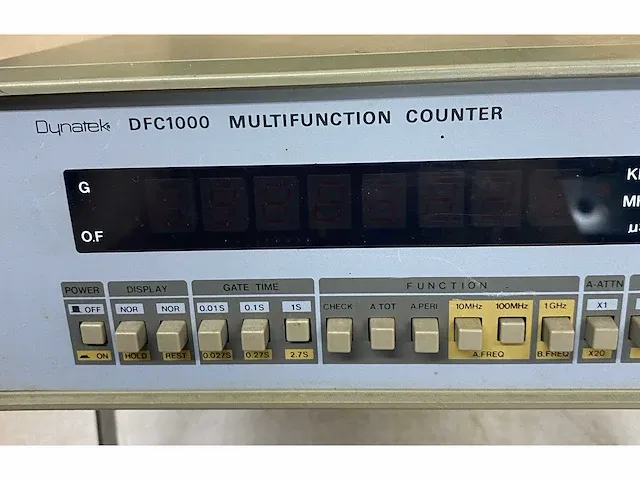 Dynatek DFC1000 MULTIFUNCTION COUNTER
G
O.F
POWER DISPLAY GATE TIME FUNCTION A-ATTN
OFF NOR NOR 0.01S 0.1S 1S CHECK A.TOT A.PERI 10MHz 100MHz 1GHz X1
ON HOLD REST 0.027S 0.27S 2.7S A.FREQ B.FREQ X20